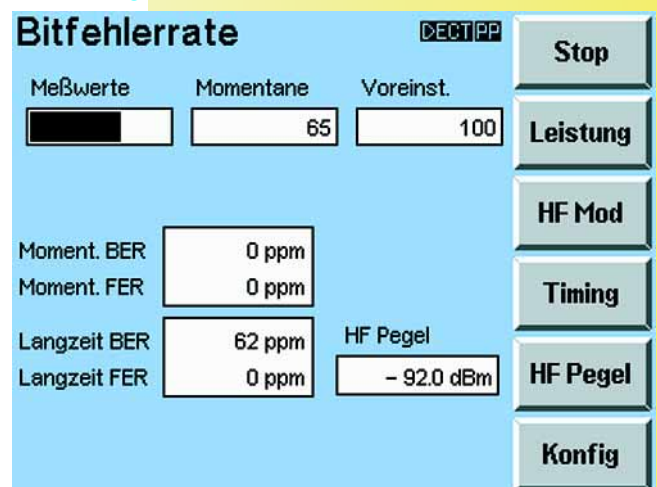 Bitfehlerrate DECT PP
Meßwerte Momentane Voreinst.
65 100
Moment. BER 0 ppm
Moment. FER 0 ppm
Langzeit BER 62 ppm HF Pegel
Langzeit FER 0 ppm – 92.0 dBm
Stop
Leistung
HF Mod
Timing
HF Pegel
Konfig